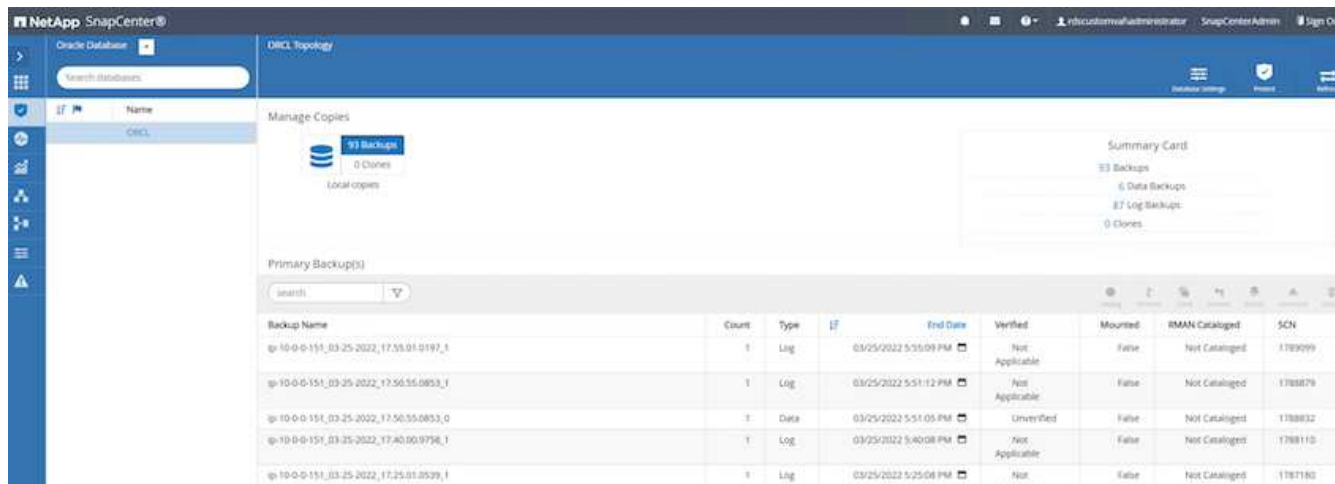 NetApp SnapCenter®
rdscustomvalhadministrator SnapCenterAdmin Sign O
Oracle Database
ORCL Topology
Search databases
Database Settings Protect
Name
ORCL
Manage Copies
93 Backups
0 Clones
Local copies
Summary Card
93 Backups
6 Data Backups
87 Log Backups
0 Clones
Primary Backup(s)
search
Backup Name Count Type End Date Verified Mounted RMAN Cataloged SCN
ip-10-0-0-151_03-25-2022_17.55.01.0197_1 1 Log 03/25/2022 5:55:09 PM Not Applicable False Not Cataloged 1789099
ip-10-0-0-151_03-25-2022_17.50.55.0853_1 1 Log 03/25/2022 5:51:12 PM Not Applicable False Not Cataloged 1788879
ip-10-0-0-151_03-25-2022_17.50.55.0853_0 1 Data 03/25/2022 5:51:05 PM Unverified False Not Cataloged 1788832
ip-10-0-0-151_03-25-2022_17.40.00.9758_1 1 Log 03/25/2022 5:40:08 PM Not Applicable False Not Cataloged 1788110
ip-10-0-0-151_03-25-2022_17.25.01.0539_1 1 Log 03/25/2022 5:25:08 PM Not False Not Cataloged 1787180